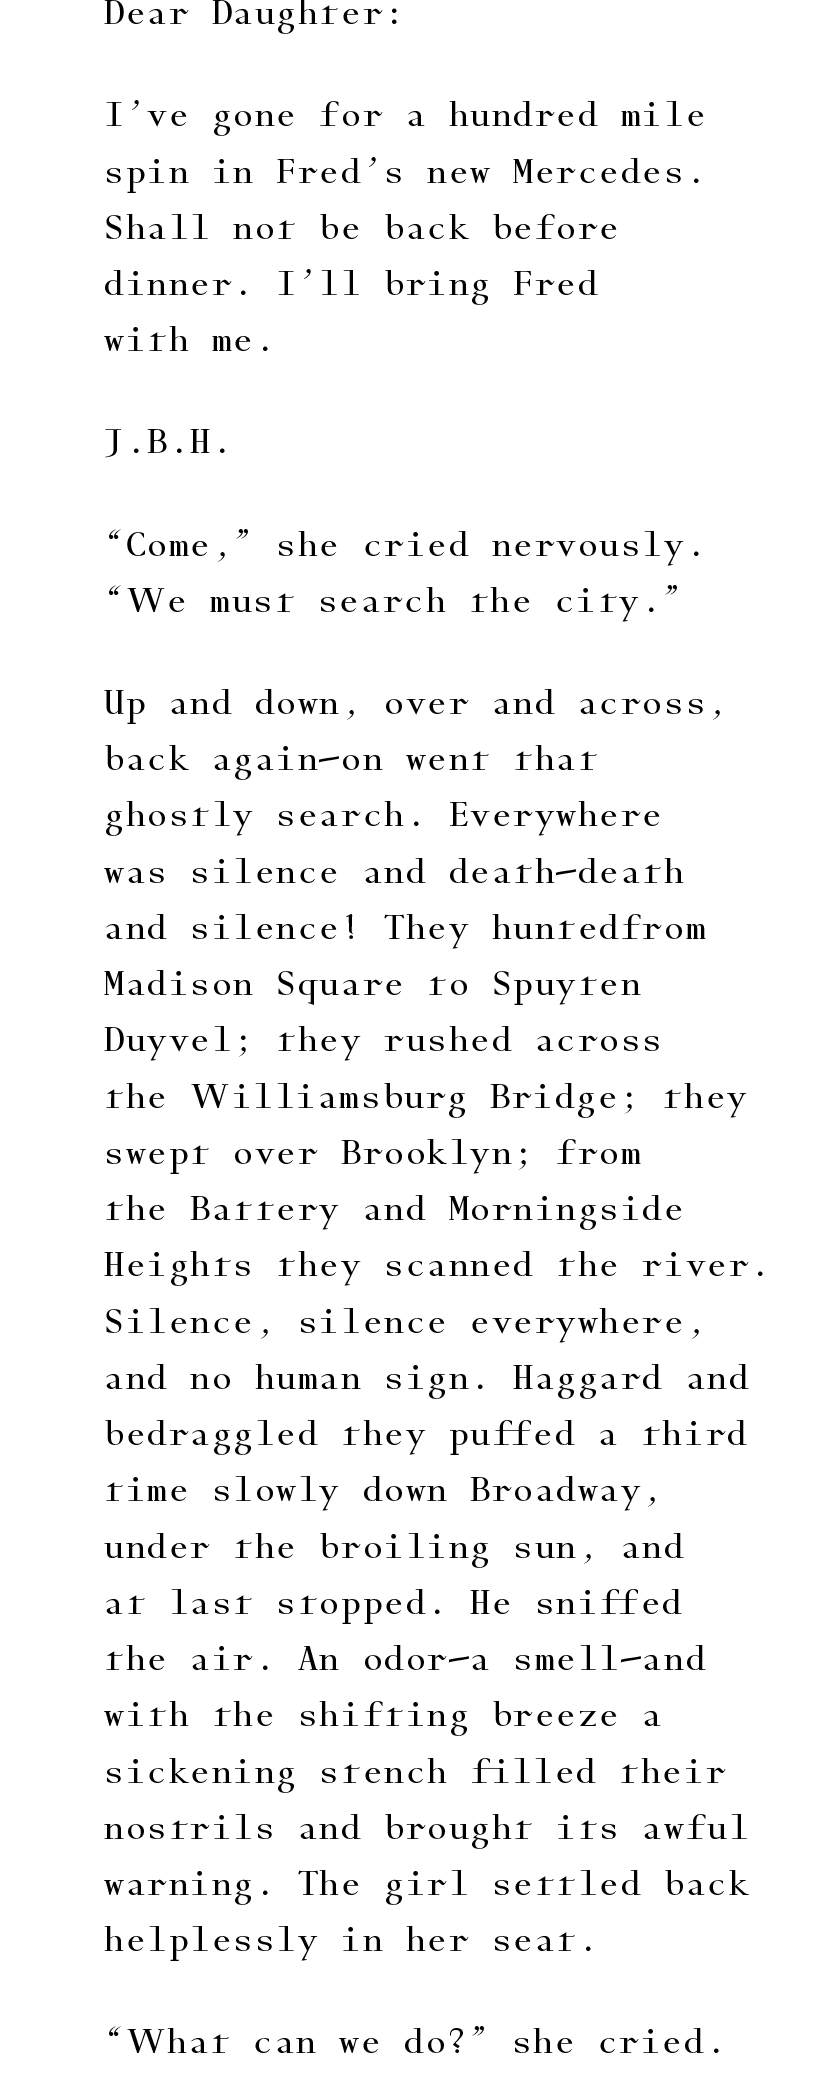 Dear Daughter:
I’ve gone for a hundred mile
spin in Fred’s new Mercedes.
Shall not be back before
dinner. I’ll bring Fred
with me.
J.B.H.
“Come,” she cried nervously.
“We must search the city.”
Up and down, over and across,
back again—on went that
ghostly search. Everywhere
was silence and death—death
and silence! They huntedfrom
Madison Square to Spuyten
Duyvel; they rushed across
the Williamsburg Bridge; they
swept over Brooklyn; from
the Battery and Morningside
Heights they scanned the river.
Silence, silence everywhere,
and no human sign. Haggard and
bedraggled they puffed a third
time slowly down Broadway,
under the broiling sun, and
at last stopped. He sniffed
the air. An odor—a smell—and
with the shifting breeze a
sickening stench filled their
nostrils and brought its awful
warning. The girl settled back
helplessly in her seat.
“What can we do?” she cried.